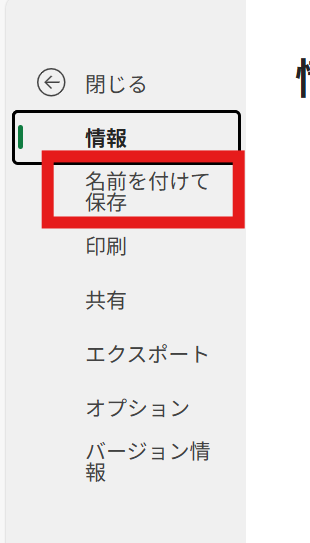 閉じる
情報
名前を付けて
保存
印刷
共有
エクスポート
オプション
バージョン情
報